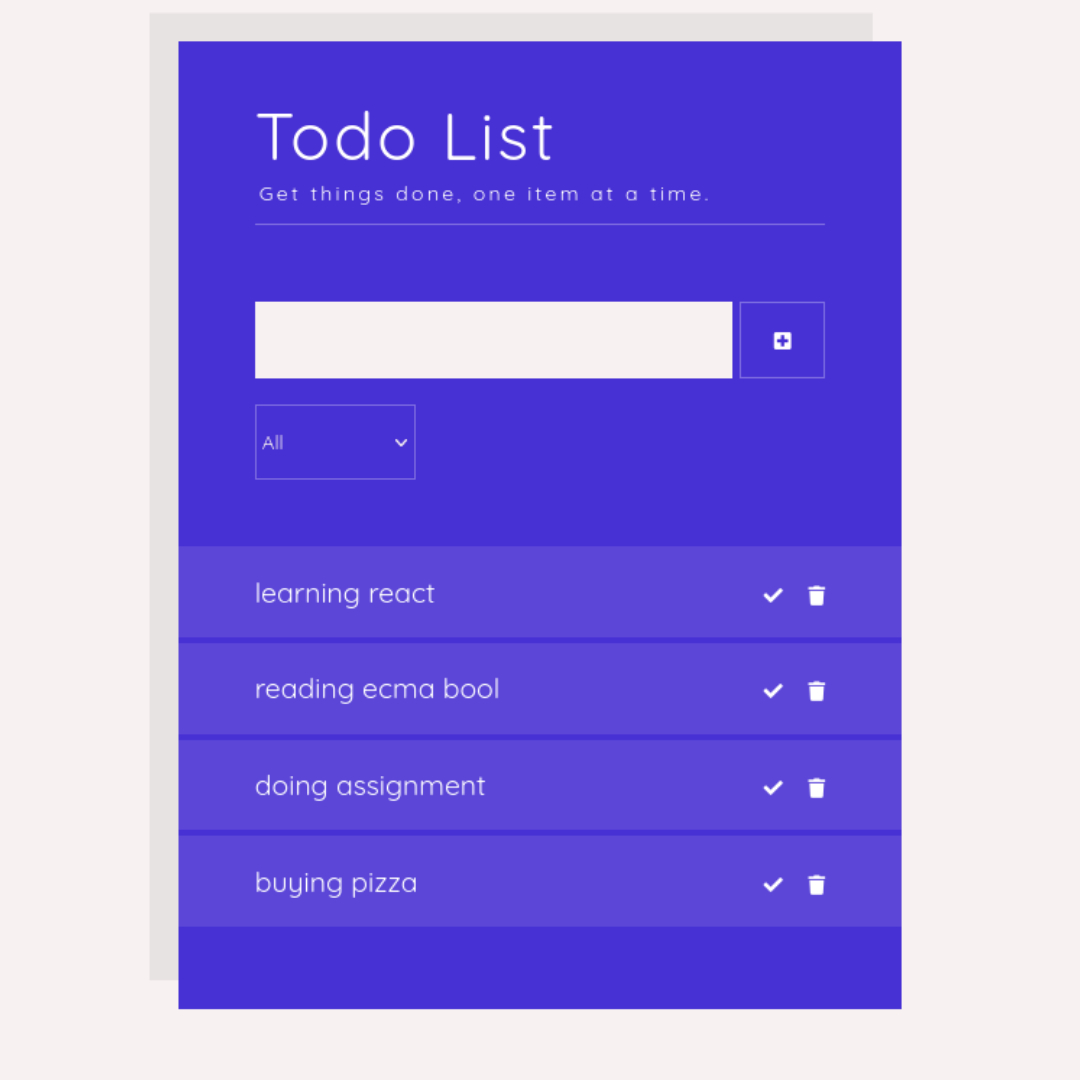 Todo List
Get things done, one item at a time.
All
learning react
reading ecma bool
doing assignment
buying pizza